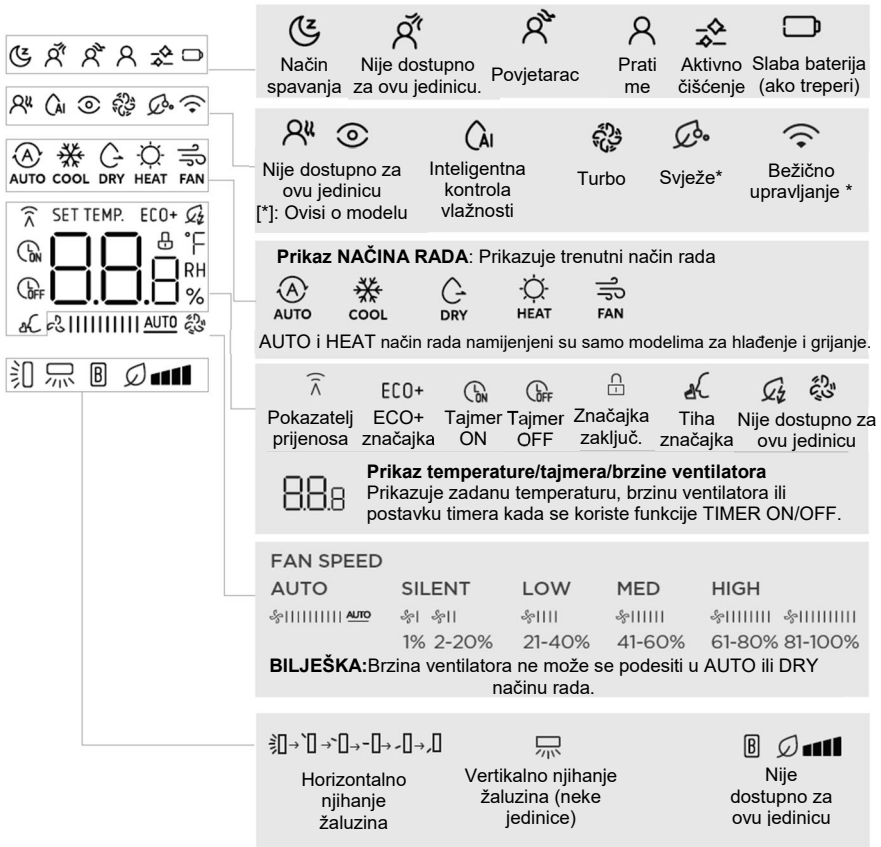 Način spavanja
Nije dostupno za ovu jedinicu.
Povjetarac
Prati me
Aktivno čišćenje
Slaba baterija (ako treperi)
AI
AI
Nije dostupno za ovu jedinicu
[*]: Ovisi o modelu
Inteligentna kontrola vlažnosti
Turbo
Svježe*
Bežično upravljanje *
AUTO COOL DRY HEAT FAN
SET TEMP. ECO+
ON
°F
OFF
RH
%
AUTO
Prikaz NAČINA RADA: Prikazuje trenutni način rada
AUTO COOL DRY HEAT FAN
AUTO i HEAT način rada namijenjeni su samo modelima za hlađenje i grijanje.
B
ECO+ ON OFF
Pokazatelj prijenosa
ECO+ značajka
Tajmer ON
Tajmer OFF
Značajka zaključ.
Tiha značajka
Nije dostupno za ovu jedinicu
Prikaz temperature/tajmera/brzine ventilatora
Prikazuje zadanu temperaturu, brzinu ventilatora ili
postavku timera kada se koriste funkcije TIMER ON/OFF.
FAN SPEED
AUTO SILENT LOW MED HIGH
AUTO
1% 2-20% 21-40% 41-60% 61-80% 81-100%
BILJEŠKA:Brzina ventilatora ne može se podesiti u AUTO ili DRY
načinu rada.
B
Horizontalno njihanje žaluzina
Vertikalno njihanje žaluzina (neke jedinice)
Nije dostupno za ovu jedinicu